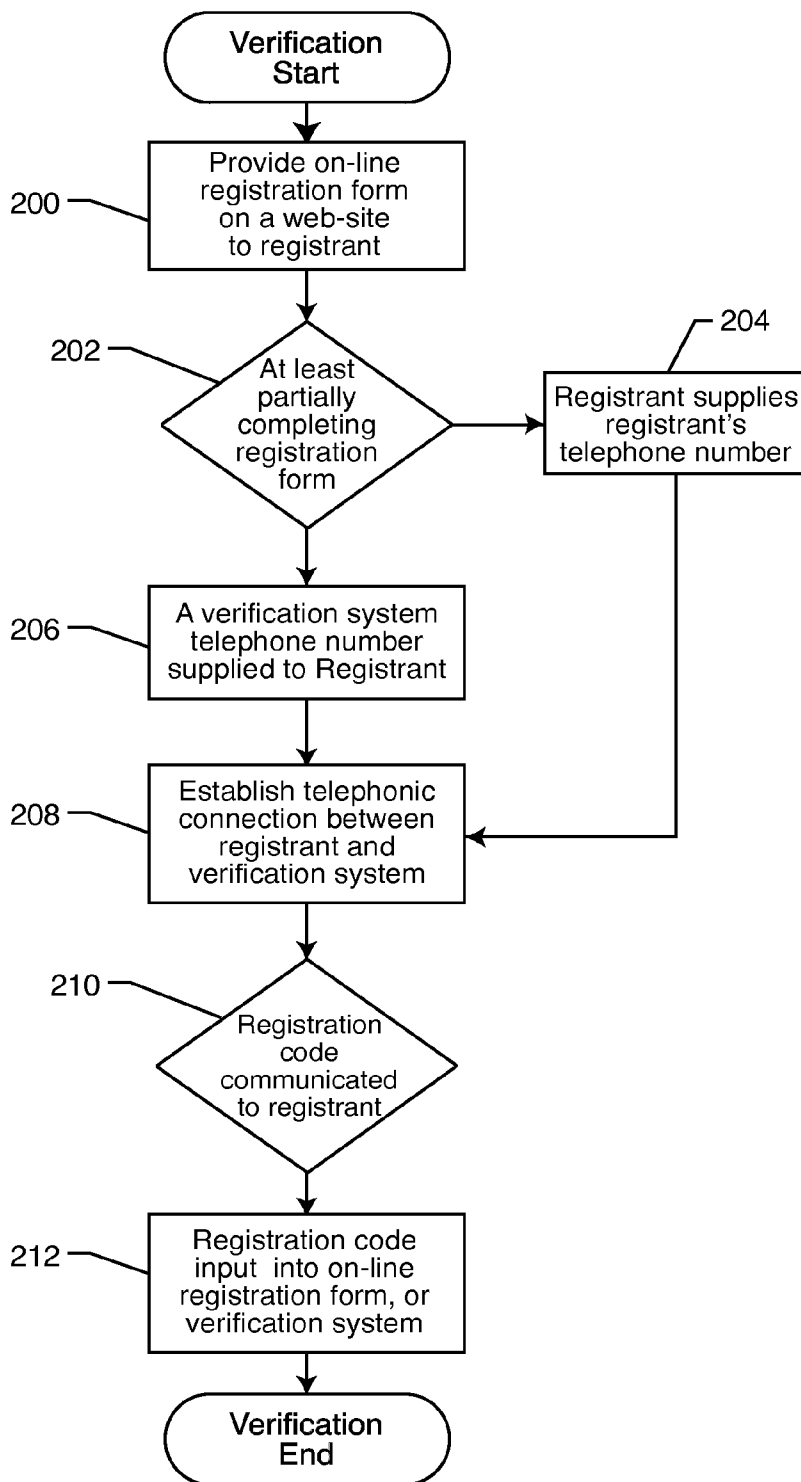 Verification
Start
200
Provide on-line
registration form
on a web-site
to registrant
202
At least
partially
completing
registration
form
204
Registrant supplies
registrant's
telephone number
206
A verification system
telephone number
supplied to Registrant
208
Establish telephonic
connection between
registrant and
verification system
210
Registration
code
communicated
to registrant
212
Registration code
input into on-line
registration form, or
verification system
Verification
End